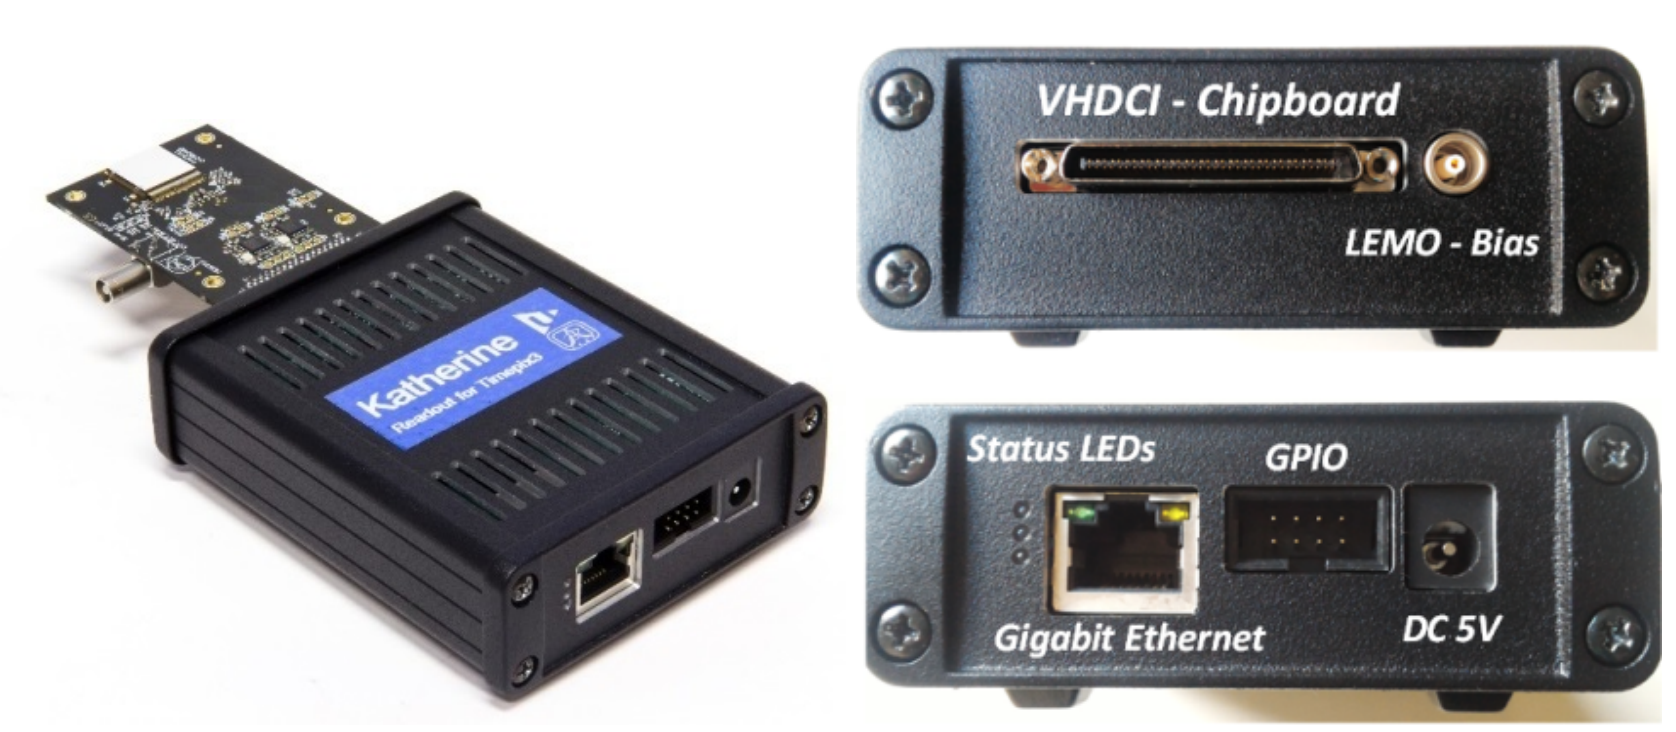 Katherine
Readout for Timepix3
VHDCI - Chipboard
LEMO - Bias
Status LEDs
GPIO
Gigabit Ethernet
DC 5V